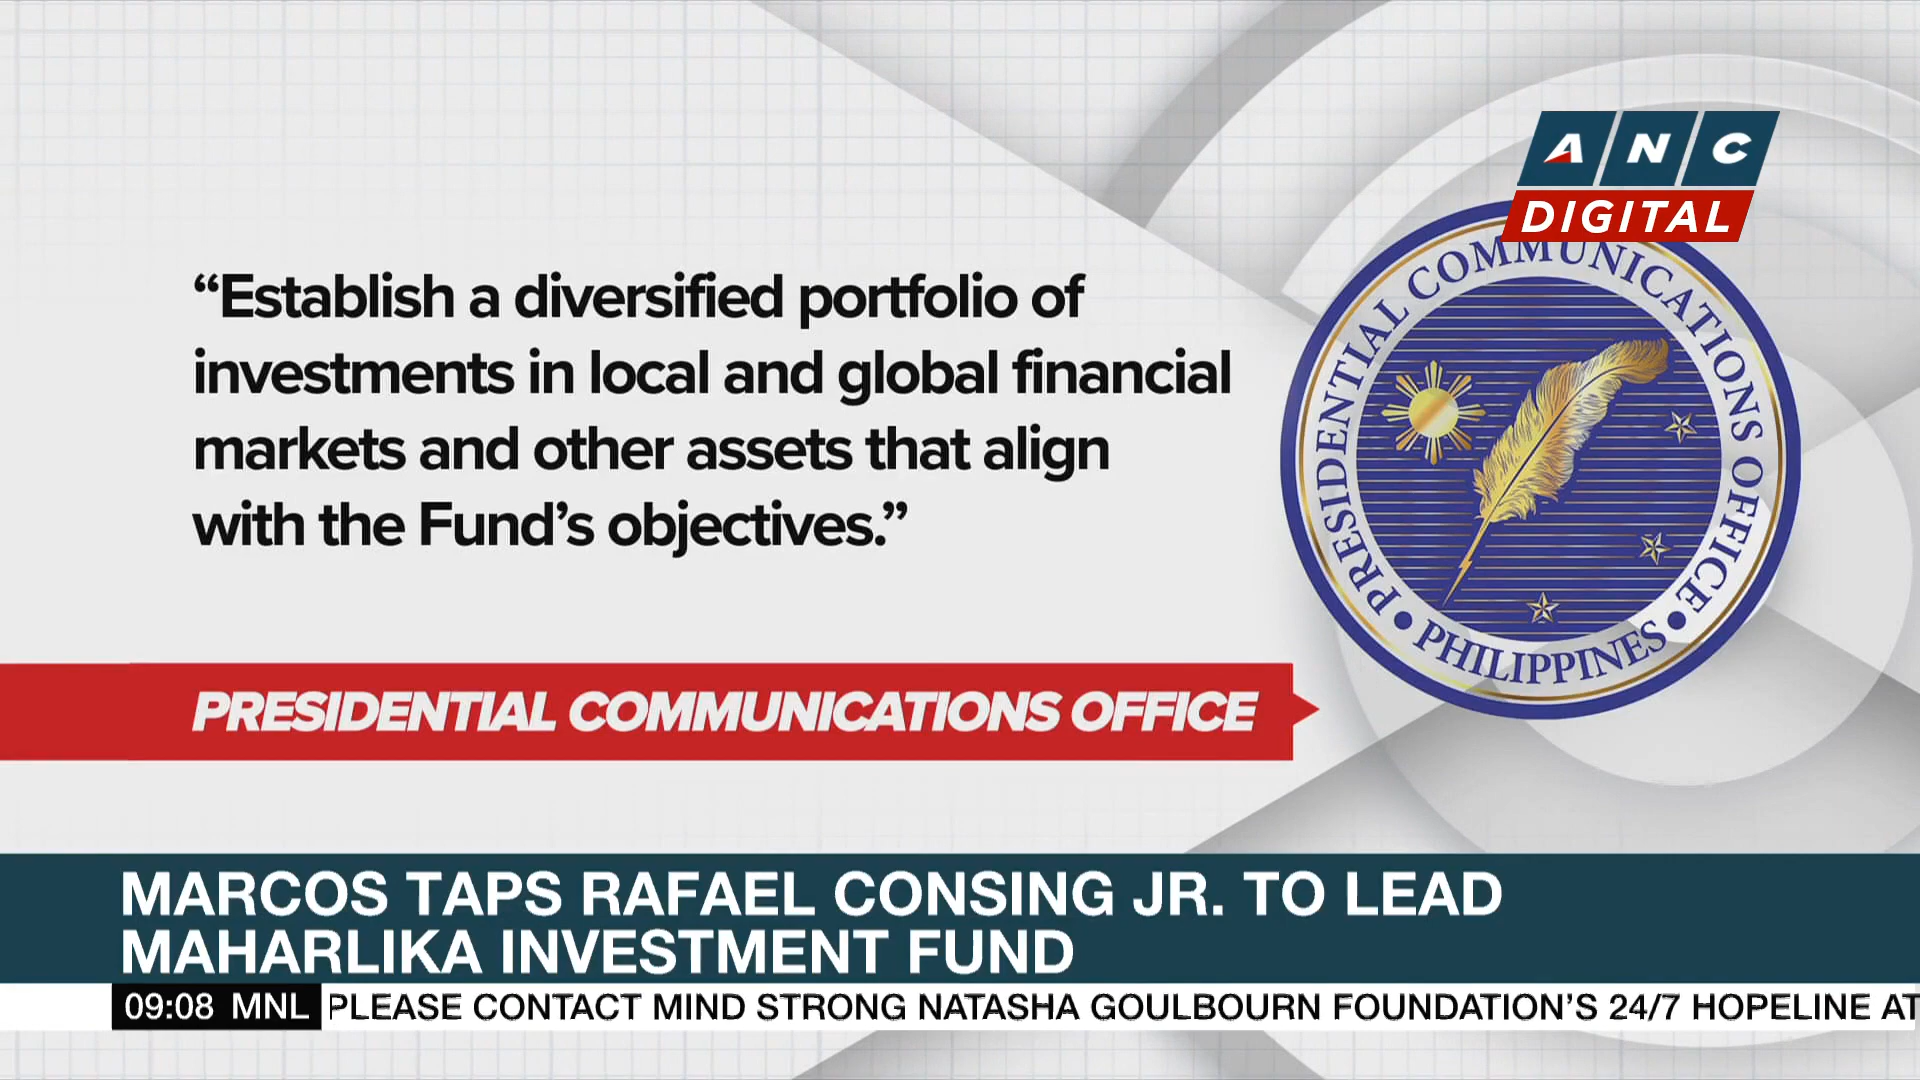 ANC
DIGITAL
“Establish a diversified portfolio of
investments in local and global financial
markets and other assets that align
with the Fund’s objectives.”
PRESIDENTIAL COMMUNICATIONS OFFICE
• PHILIPPINES •
PRESIDENTIAL COMMUNICATIONS OFFICE
MARCOS TAPS RAFAEL CONSING JR. TO LEAD
MAHARLIKA INVESTMENT FUND
09:08 MNL PLEASE CONTACT MIND STRONG NATASHA GOULBOURN FOUNDATION’S 24/7 HOPELINE AT